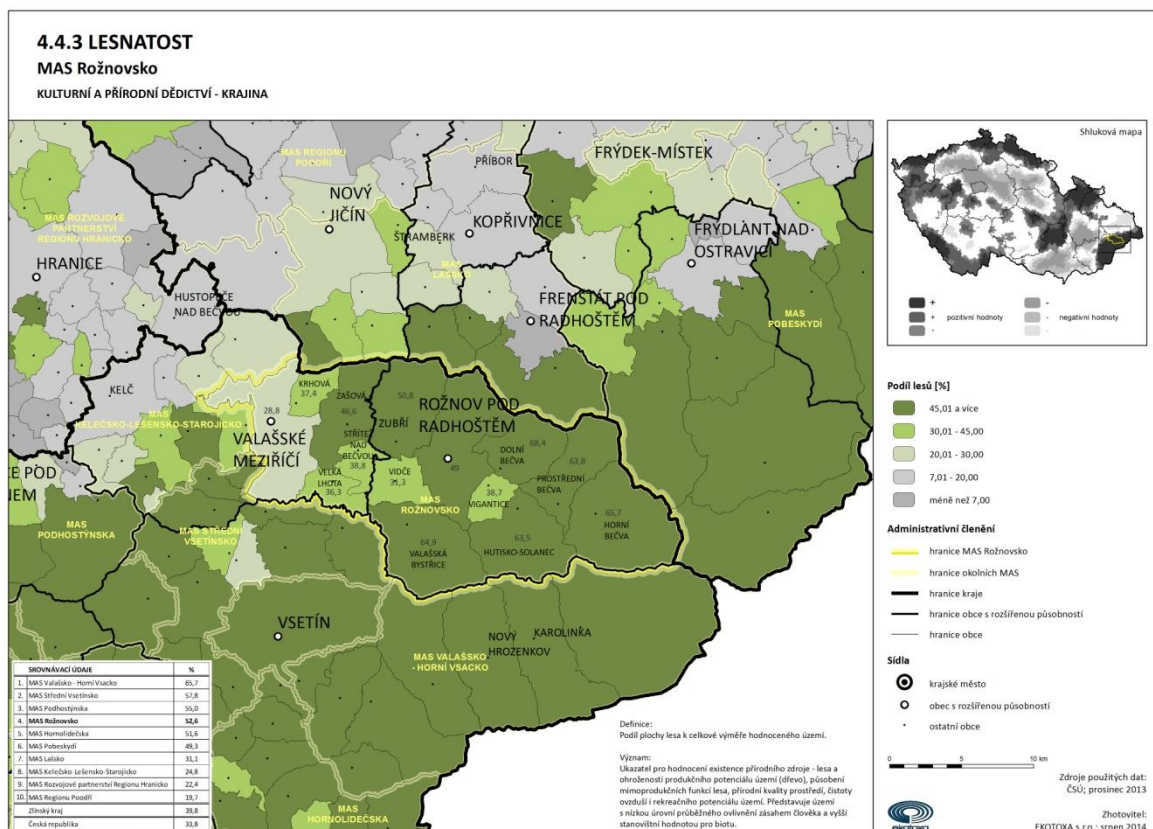 4.4.3 LESNATOST
MAS Rožnovsko
KULTURNÍ A PŘÍRODNÍ DĚDICTVÍ - KRAJINA
MAS REGIONU
POODŘÍ
PŘÍBOR
FRÝDEK-MÍSTEK
NOVÝ
JIČÍN
KOPŘIVNICE
ŠTRAMBERK
MAS
LAŠSKO
FRÝDLANT NAD
OSTRAVICÍ
MAS ROZVOJOVÉ
PARTNERSTVÍ
REGIONU HRANICKO
HRANICE
HUSTOPEČE
NAD BEČVOU
FRENŠTÁT POD
RADHOŠTĚM
MAS
POBESKYDÍ
KELČ
MAS
KELEČSKO-LEŠENSKO-STAROJICKO
KRHOVÁ
37,4
ZAŠOVÁ
46,6
50,8
ZUBŘÍ
ROŽNOV POD
RADHOŠTĚM
49
28,8
VALAŠSKÉ
MEZIŘÍČÍ
STŘÍTEŽ
NAD
BEČVOU
38,8
VELKÁ
LHOTA
36,3
VIDČE
31,3
68,4
DOLNÍ
BEČVA
63,8
PROSTŘEDNÍ
BEČVA
MAS
ROŽNOVSKO
38,7
VIGANTICE
65,7
HORNÍ
BEČVA
64,9
VALAŠSKÁ
BYSTŘICE
63,5
HUTISKO-SOLANEC
CE POD
NEM
MAS
PODHOSTÝNSKA
MAS STŘEDNÍ
VSETÍNSKO
VSETÍN
MAS VALAŠSKO
- HORNÍ VSACKO
NOVÝ
HROZENKOV
KAROLINKA
MAS
HORNOLIDEČSKA
SROVNÁVACÍ ÚDAJE %
1. MAS Valašsko - Horní Vsacko 65,7
2. MAS Střední Vsetínsko 57,8
3. MAS Podhostýnska 55,0
4. MAS Rožnovsko 52,6
5. MAS Hornolidečska 51,6
6. MAS Pobeskydí 49,3
7. MAS Lašsko 31,1
8. MAS Kelečsko-Lešensko-Starojicko 24,8
9. MAS Rozvojové partnerství Regionu Hranicko 22,4
10. MAS Regionu Poodří 19,7
Zlínský kraj 39,8
Česká republika 33,8
Definice:
Podíl plochy lesa k celkové výměře hodnoceného území.
Význam:
Ukazatel pro hodnocení existence přírodního zdroje - lesa a
ohroženosti produkčního potenciálu území (dřevo), působení
mimoprodukčních funkcí lesa, přírodní kvality prostředí, čistoty
ovzduší i rekreačního potenciálu území. Představuje území
s nízkou úrovní průběžného ovlivnění zásahem člověka a vyšší
stanovištní hodnotou pro biotu.
Shluková mapa
+ -
+ pozitivní hodnoty - negativní hodnoty
- -
Podíl lesů [%]
45,01 a více
30,01 - 45,00
20,01 - 30,00
7,01 - 20,00
méně než 7,00
Administrativní členění
hranice MAS Rožnovsko
hranice okolních MAS
hranice kraje
hranice obce s rozšířenou působností
hranice obce
Sídla
krajské město
obec s rozšířenou působností
ostatní obce
0 5 10 km
Zdroje použitých dat:
ČSÚ; prosinec 2013
Zhotovitel:
EKOTOXA s.r.o.; srpen 2014
ekotoxa